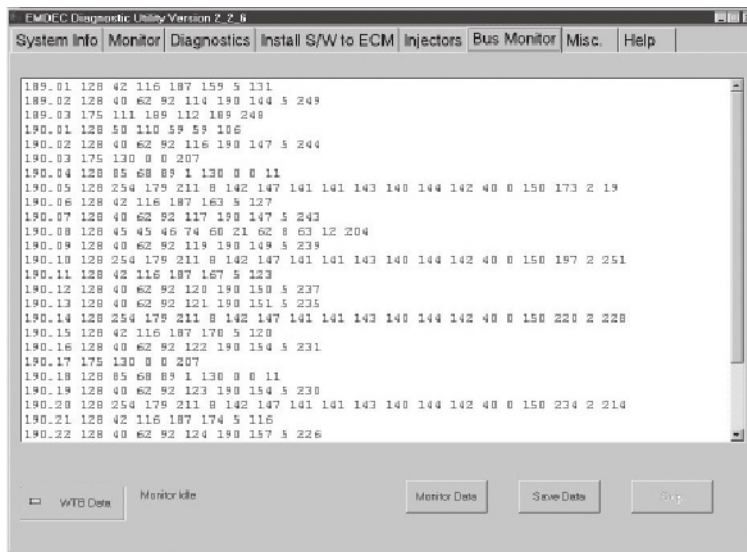 EMDEC Diagnostic Utility Version 2_2_6
System Info Monitor Diagnostics Install S/W to ECM Injectors Bus Monitor Misc. Help
189.01 128 42 116 187 159 5 131
189.02 128 40 62 92 114 190 144 5 249
189.03 175 111 189 112 189 248
190.01 128 50 110 59 59 106
190.02 128 40 62 92 116 190 147 5 244
190.03 175 130 0 0 207
190.04 128 85 68 89 1 130 0 0 11
190.05 128 254 179 211 8 142 147 141 141 143 140 144 142 40 0 150 173 2 19
190.06 128 42 116 187 163 5 127
190.07 128 40 62 92 117 190 147 5 243
190.08 128 45 45 46 74 60 21 62 8 63 12 204
190.09 128 40 62 92 119 190 149 5 239
190.10 128 254 179 211 8 142 147 141 141 143 140 144 142 40 0 150 197 2 251
190.11 128 42 116 187 167 5 123
190.12 128 40 62 92 120 190 150 5 237
190.13 128 40 62 92 121 190 151 5 235
190.14 128 254 179 211 8 142 147 141 141 143 140 144 142 40 0 150 220 2 228
190.15 128 42 116 187 170 5 120
190.16 128 40 62 92 122 190 154 5 231
190.17 175 130 0 0 207
190.18 128 85 68 89 1 130 0 0 11
190.19 128 40 62 92 123 190 154 5 230
190.20 128 254 179 211 8 142 147 141 141 143 140 144 142 40 0 150 234 2 214
190.21 128 42 116 187 174 5 116
190.22 128 40 62 92 124 190 157 5 226
WTB Data Monitor Idle Monitor Data Save Data Stop